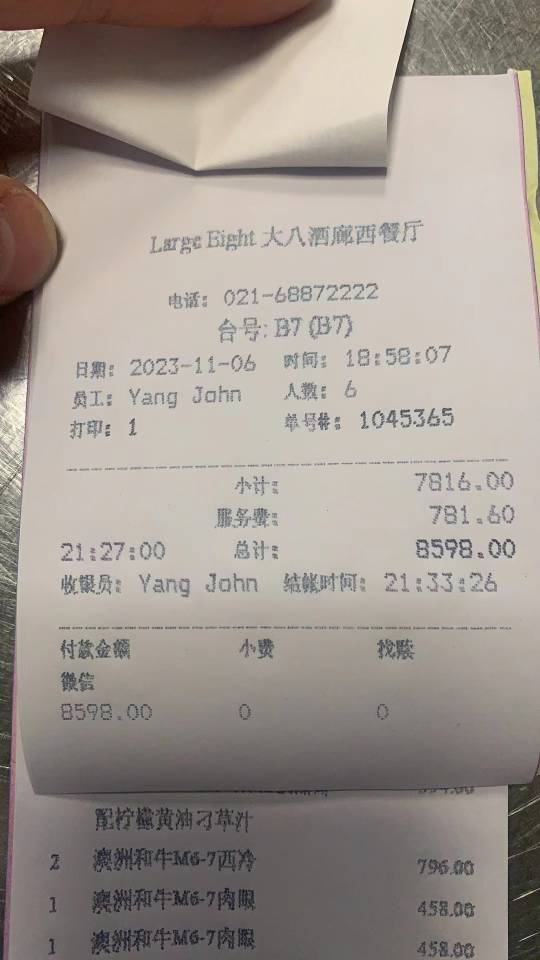 Large Eight 大八酒廊西餐厅
电话: 021-68872222
台号: B7 (B7)
日期: 2023-11-06 时间: 18:58:07
员工: Yang John 人数: 6
打印: 1 单号#: 1045365
小计: 7816.00
服务费: 781.60
21:27:00 总计: 8598.00
收银员: Yang John 结帐时间: 21:33:26
付款金额 小费 找赎
微信
8598.00 0 0
配柠檬黄油刁草汁
2 澳洲和牛M6-7西冷 796.00
1 澳洲和牛M6-7肉眼 458.00
1 澳洲和牛M6-7肉眼 458.00